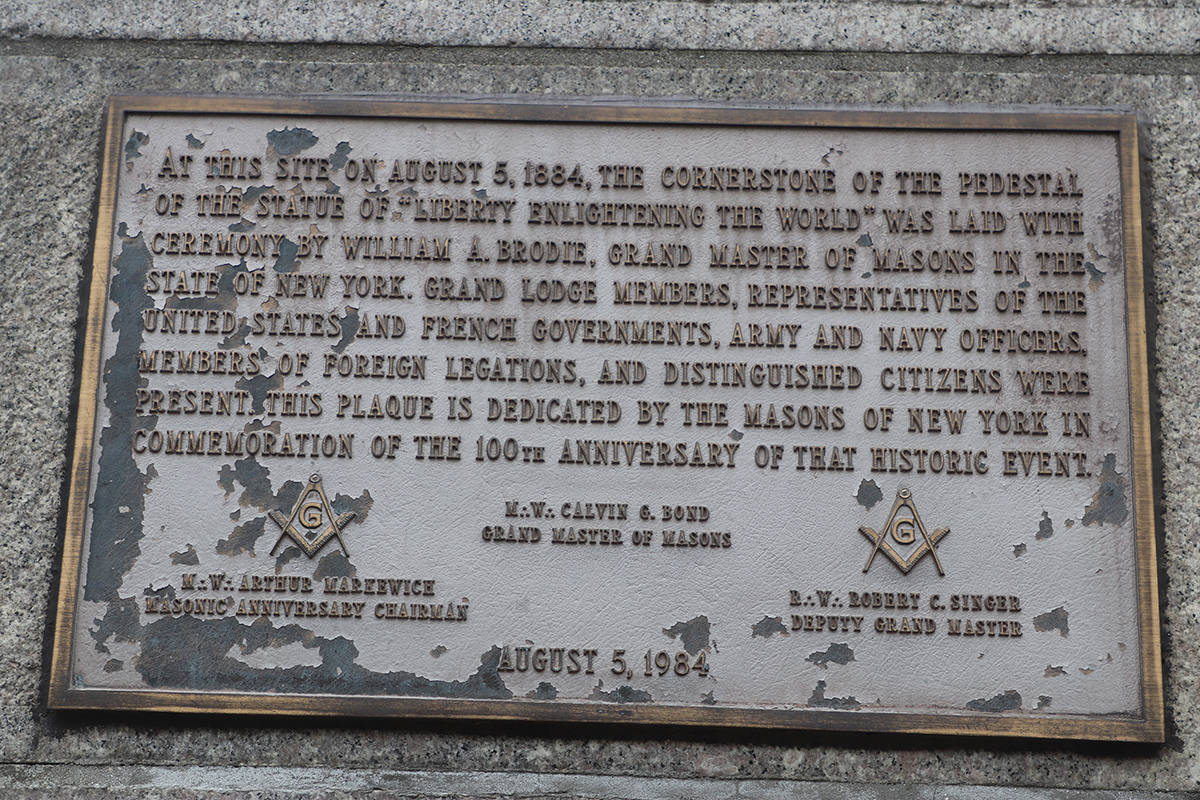 AT THIS SITE ON AUGUST 5, 1884, THE CORNERSTONE OF THE PEDESTAL
OF THE STATUE OF "LIBERTY ENLIGHTENING THE WORLD" WAS LAID WITH
CEREMONY BY WILLIAM A. BRODIE, GRAND MASTER OF MASONS IN THE
STATE OF NEW YORK. GRAND LODGE MEMBERS, REPRESENTATIVES OF THE
UNITED STATES AND FRENCH GOVERNMENTS, ARMY AND NAVY OFFICERS,
MEMBERS OF FOREIGN LEGATIONS, AND DISTINGUISHED CITIZENS WERE
PRESENT. THIS PLAQUE IS DEDICATED BY THE MASONS OF NEW YORK IN
COMMEMORATION OF THE 100TH ANNIVERSARY OF THAT HISTORIC EVENT.
G
G
M∴W∴ CALVIN G. BOND
GRAND MASTER OF MASONS
M∴W∴ ARTHUR MARKEWICH
MASONIC ANNIVERSARY CHAIRMAN
R∴W∴ ROBERT C. SINGER
DEPUTY GRAND MASTER
AUGUST 5, 1984